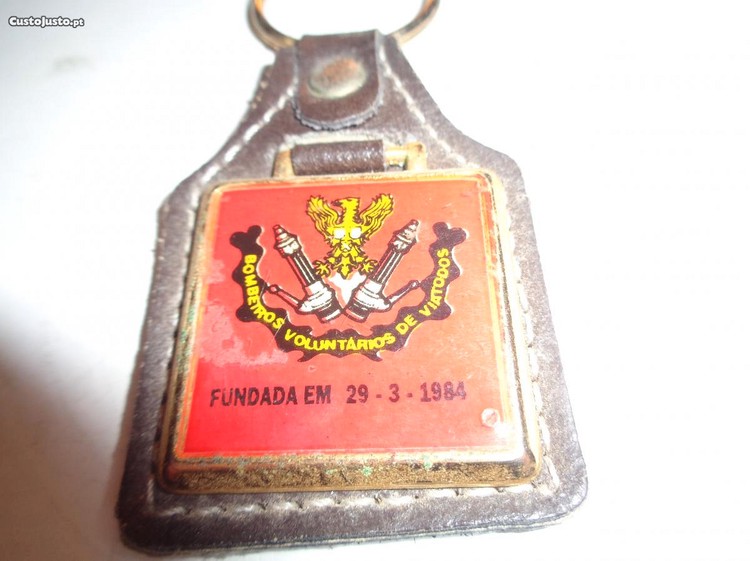 CustoJusto.pt
BOMBEIROS VOLUNTÁRIOS DE VIATODOS
FUNDADA EM 29 - 3 - 1984